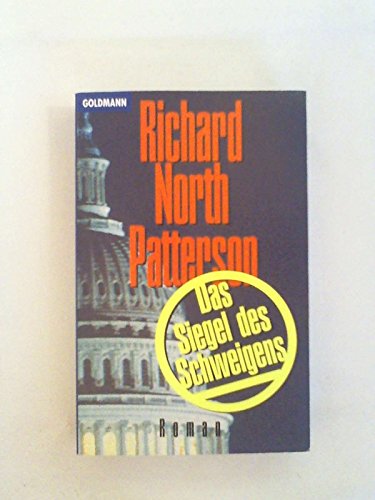 GOLDMANN
Richard
North
Patterson
Das
Siegel des
Schweigens
Roman